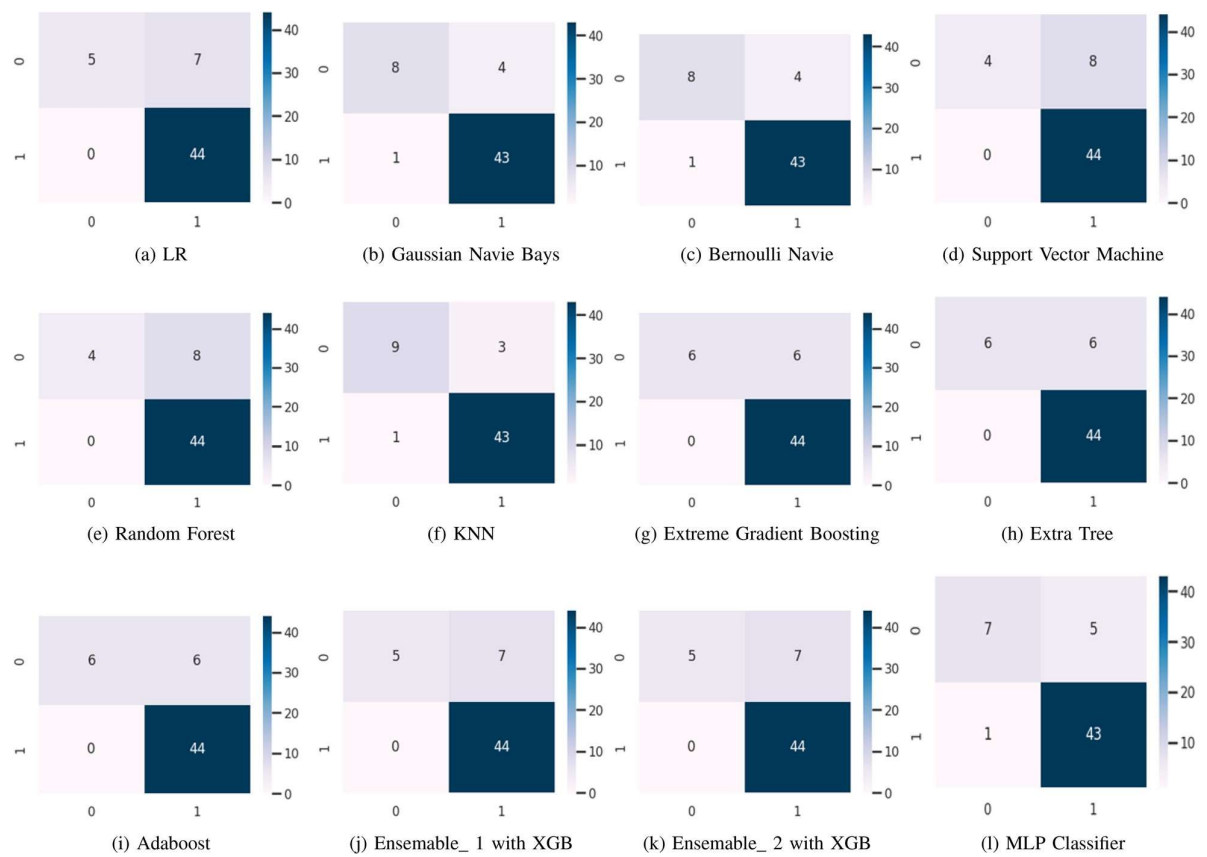 0 5 7 40
30
20
1 0 44 10
0
0 1
(a) LR
0 8 4 40
30
20
1 1 43 10
0 1
(b) Gaussian Navie Bays
0 8 4 40
30
20
1 1 43 10
0 1
(c) Bernoulli Navie
0 4 8 40
30
20
1 0 44 10
0
0 1
(d) Support Vector Machine
0 4 8 40
30
20
1 0 44 10
0
0 1
(e) Random Forest
0 9 3 40
30
20
1 1 43 10
0 1
(f) KNN
0 6 6 40
30
20
1 0 44 10
0
0 1
(g) Extreme Gradient Boosting
0 6 6 40
30
20
1 0 44 10
0
0 1
(h) Extra Tree
0 6 6 40
30
20
1 0 44 10
0
0 1
(i) Adaboost
0 5 7 40
30
20
1 0 44 10
0
0 1
(j) Ensemable_ 1 with XGB
0 5 7 40
30
20
1 0 44 10
0
0 1
(k) Ensemable_ 2 with XGB
0 7 5 40
30
20
1 1 43 10
0 1
(l) MLP Classifier